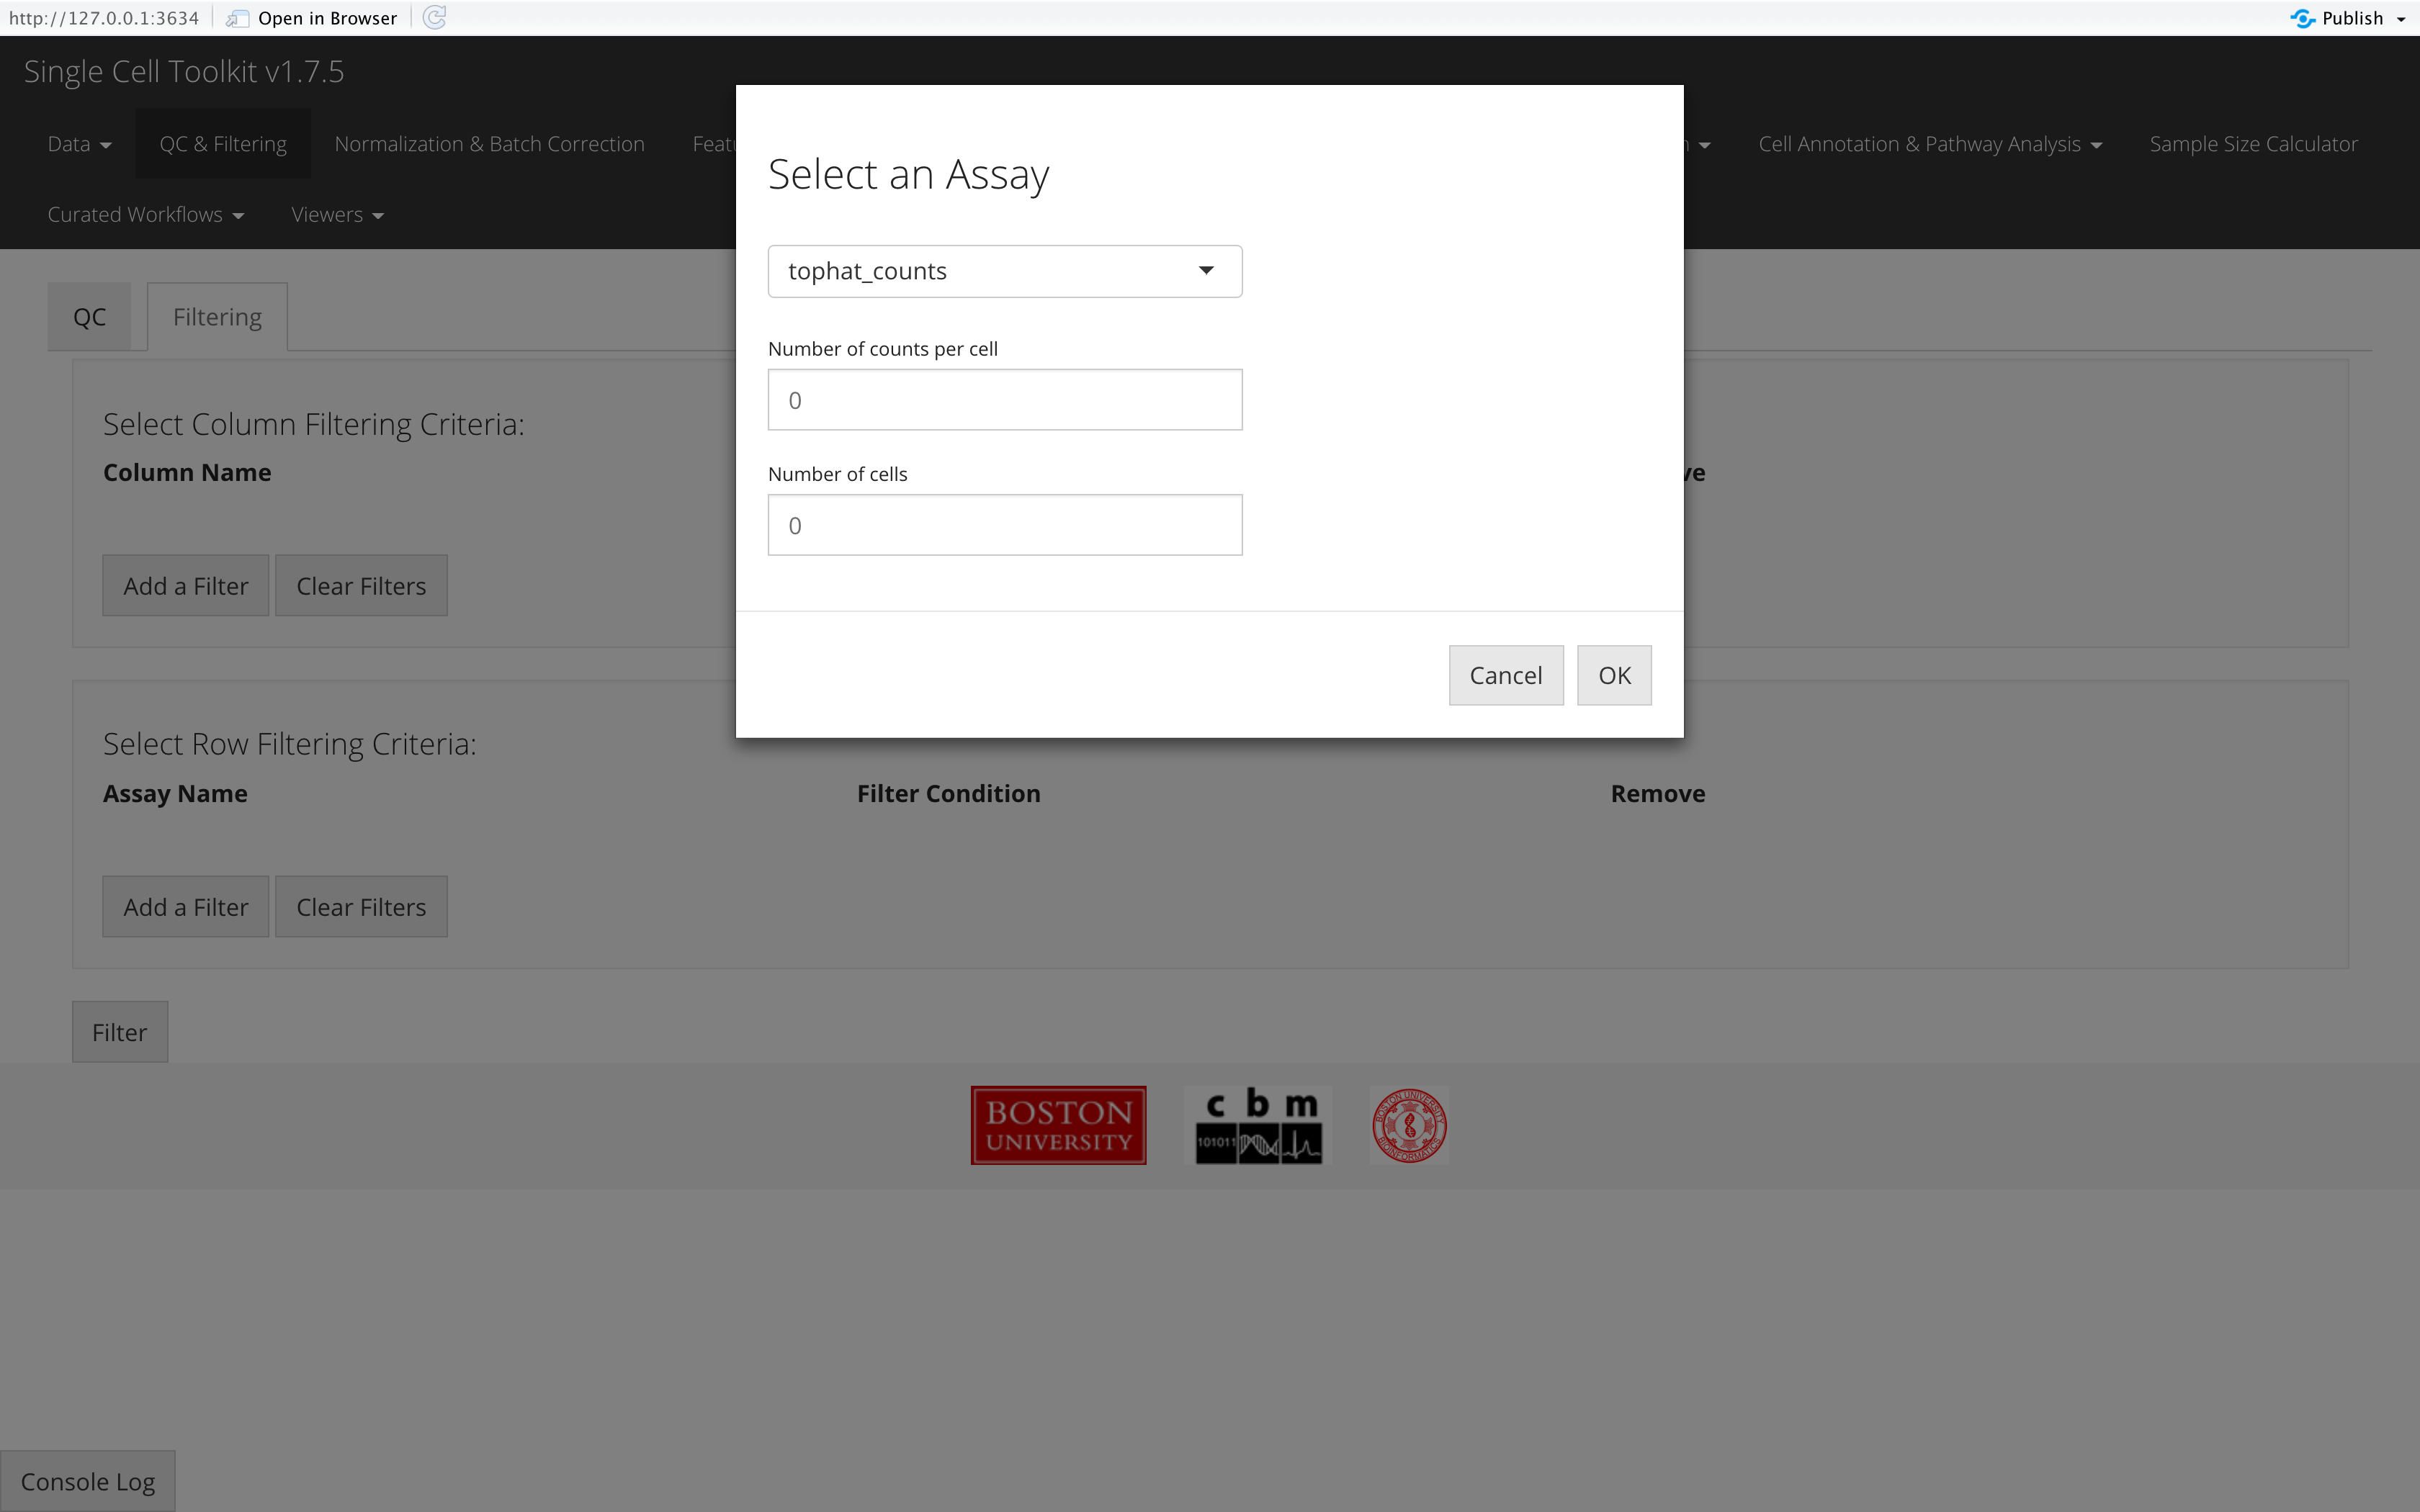 http://127.0.0.1:3634 Open in Browser Publish
Single Cell Toolkit v1.7.5
Data QC & Filtering Normalization & Batch Correction Cell Annotation & Pathway Analysis Sample Size Calculator
Curated Workflows Viewers
Select an Assay
tophat_counts
Number of counts per cell
0
Number of cells
0
Cancel OK
QC Filtering
Select Column Filtering Criteria:
Column Name
Add a Filter Clear Filters
Select Row Filtering Criteria:
Assay Name Filter Condition Remove
Add a Filter Clear Filters
Filter
BOSTON
UNIVERSITY
cbm
101011
BOSTON UNIVERSITY
BIOINFORMATICS
Console Log